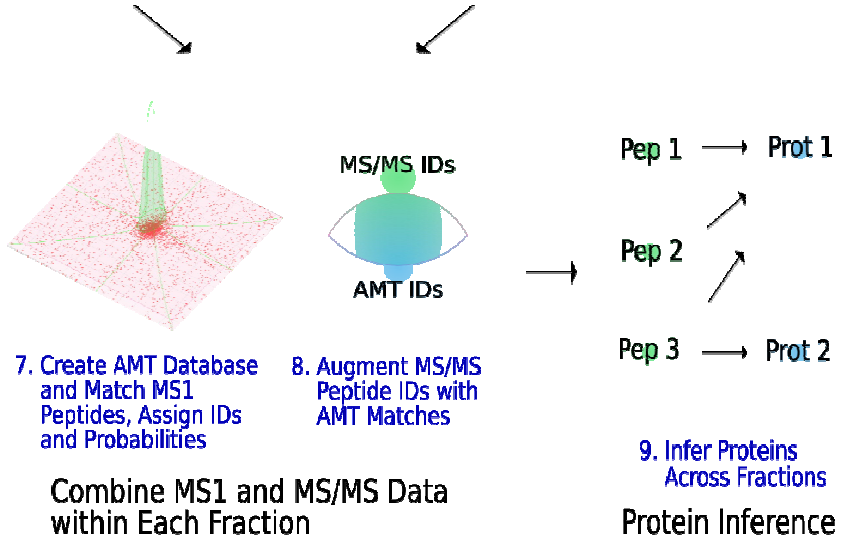 MS/MS IDs
AMT IDs
7. Create AMT Database
and Match MS1
Peptides, Assign IDs
and Probabilities
8. Augment MS/MS
Peptide IDs with
AMT Matches
Combine MS1 and MS/MS Data
within Each Fraction
Pep 1
Prot 1
Pep 2
Pep 3
Prot 2
9. Infer Proteins
Across Fractions
Protein Inference